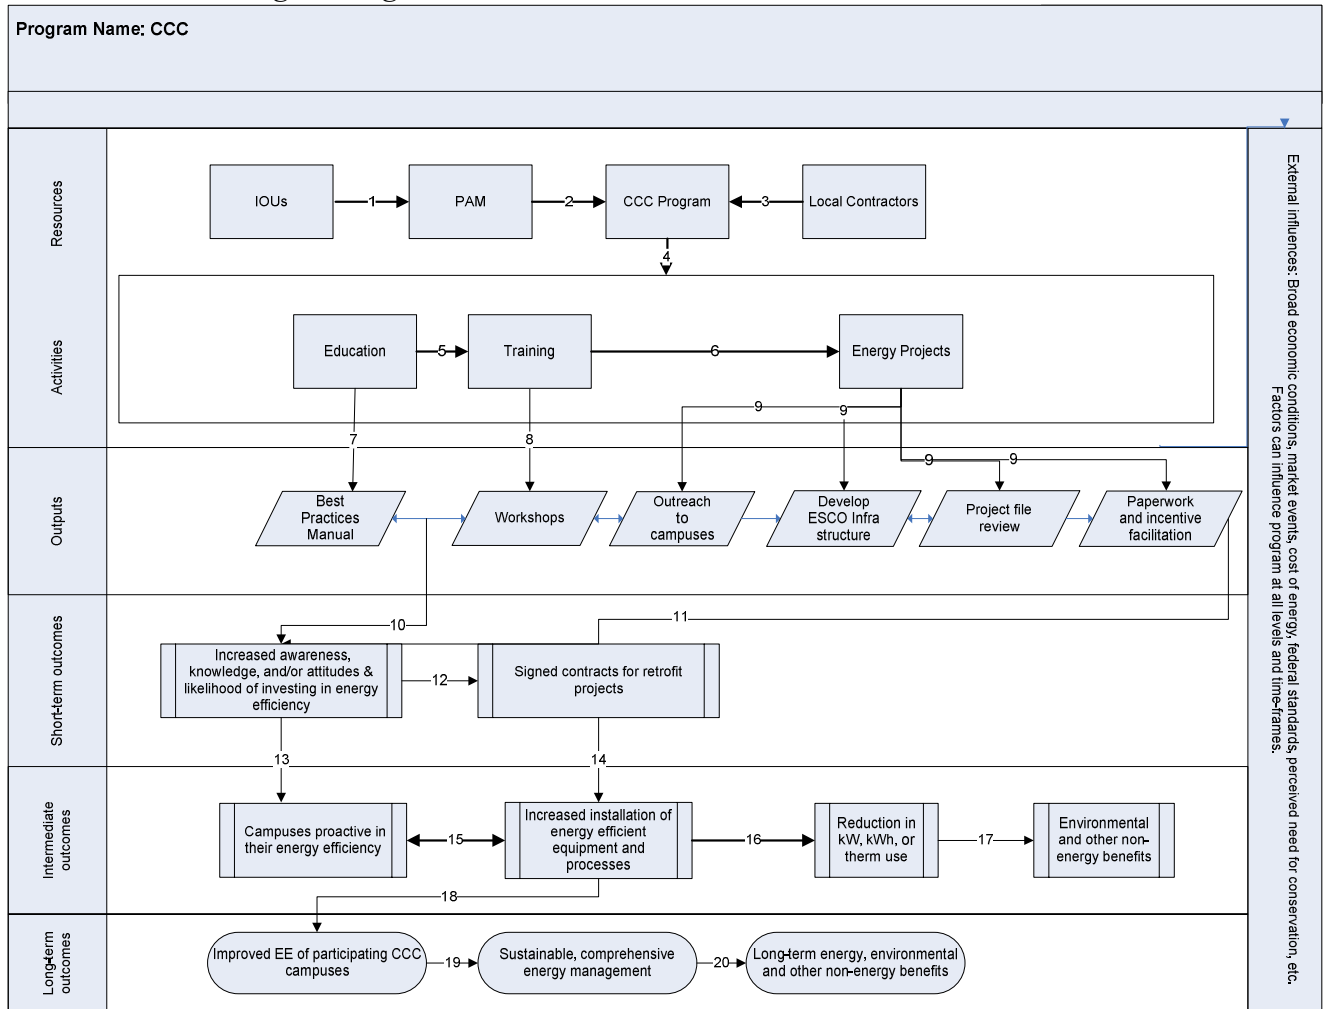 Program Name: CCC
Resources
IOUs
1
PAM
2
CCC Program
3
Local Contractors
4
Activities
Education
5
Training
6
Energy Projects
7
8
9
9
9
9
Outputs
Best
Practices
Manual
Workshops
Outreach
to
campuses
Develop
ESCO Infra
structure
Project file
review
Paperwork
and incentive
facilitation
10
11
Short-term outcomes
Increased awareness,
knowledge, and/or attitudes &
likelihood of investing in energy
efficiency
12
Signed contracts for retrofit
projects
13
14
Intermediate
outcomes
Campuses proactive in
their energy efficiency
15
Increased installation of
energy efficient
equipment and
processes
16
Reduction in
kW, kWh, or
therm use
17
Environmental
and other non-
energy benefits
18
Long-term
outcomes
Improved EE of participating CCC
campuses
19
Sustainable, comprehensive
energy management
20
Long-term energy, environmental
and other non-energy benefits
External influences: Broad economic conditions, market events, cost of energy, federal standards, perceived need for conservation, etc.
Factors can influence program at all levels and time-frames.